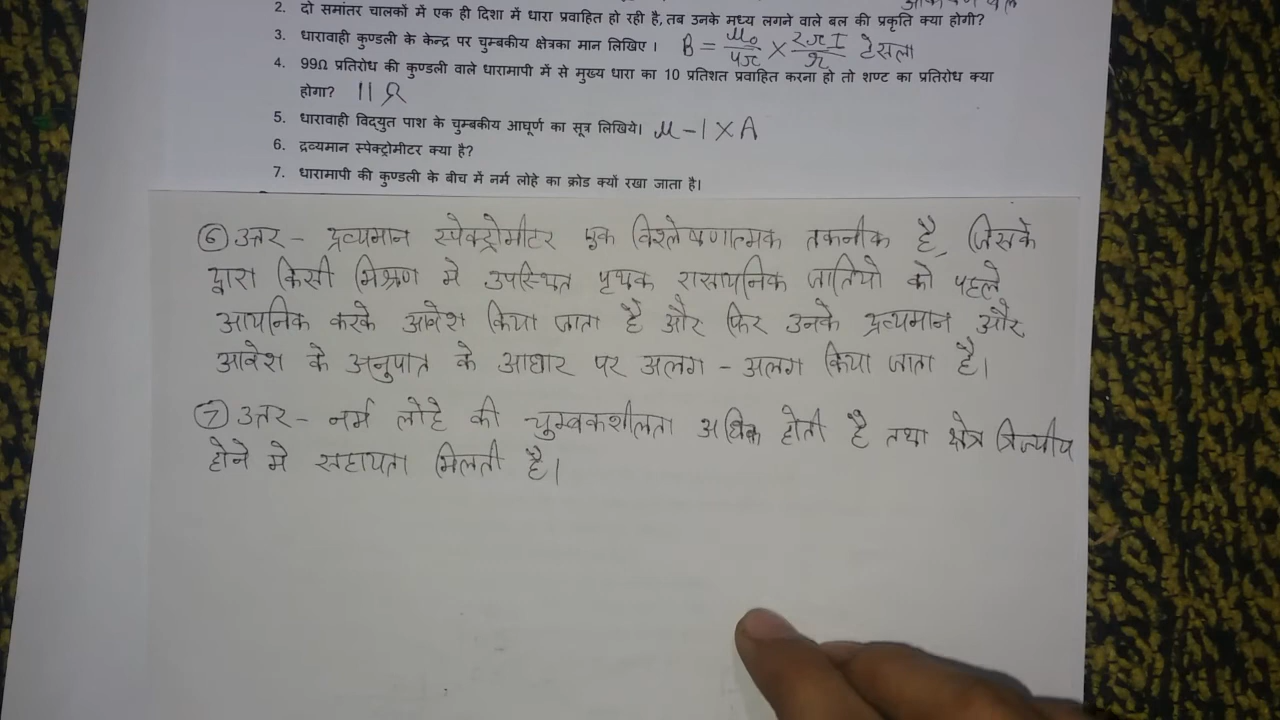 आकर्षण बल
2. दो समांतर चालकों में एक ही दिशा में धारा प्रवाहित हो रही है, तब उनके मध्य लगने वाले बल की प्रकृति क्या होगी?
3. धारावाही कुण्डली के केन्द्र पर चुम्बकीय क्षेत्रका मान लिखिए । B = μ₀/4π × 2πI/r टेसला
4. 99Ω प्रतिरोध की कुण्डली वाले धारामापी में से मुख्य धारा का 10 प्रतिशत प्रवाहित करना हो तो शण्ट का प्रतिरोध क्या
होगा? 11 Ω
5. धारावाही विद्युत पाश के चुम्बकीय आघूर्ण का सूत्र लिखिये। μ - I × A
6. द्रव्यमान स्पेक्ट्रोमीटर क्या है?
7. धारामापी की कुण्डली के बीच में नर्म लोहे का क्रोड क्यों रखा जाता है।
⑥ उत्तर - द्रव्यमान स्पेक्ट्रोमीटर एक विश्लेषणात्मक तकनीक है, जिसके
द्वारा किसी मिश्रण मे उपस्थित पृथक रासायनिक जातियो को पहले
आयनिक करके आवेश किया जाता है और फिर उनके द्रव्यमान और
आवेश के अनुपात के आधार पर अलग - अलग किया जाता है।
⑦ उत्तर - नर्म लोहे की चुम्बकशीलता अधिक होती है तथा क्षेत्र त्रिज्यीय
होने मे सहायता मिलती है।